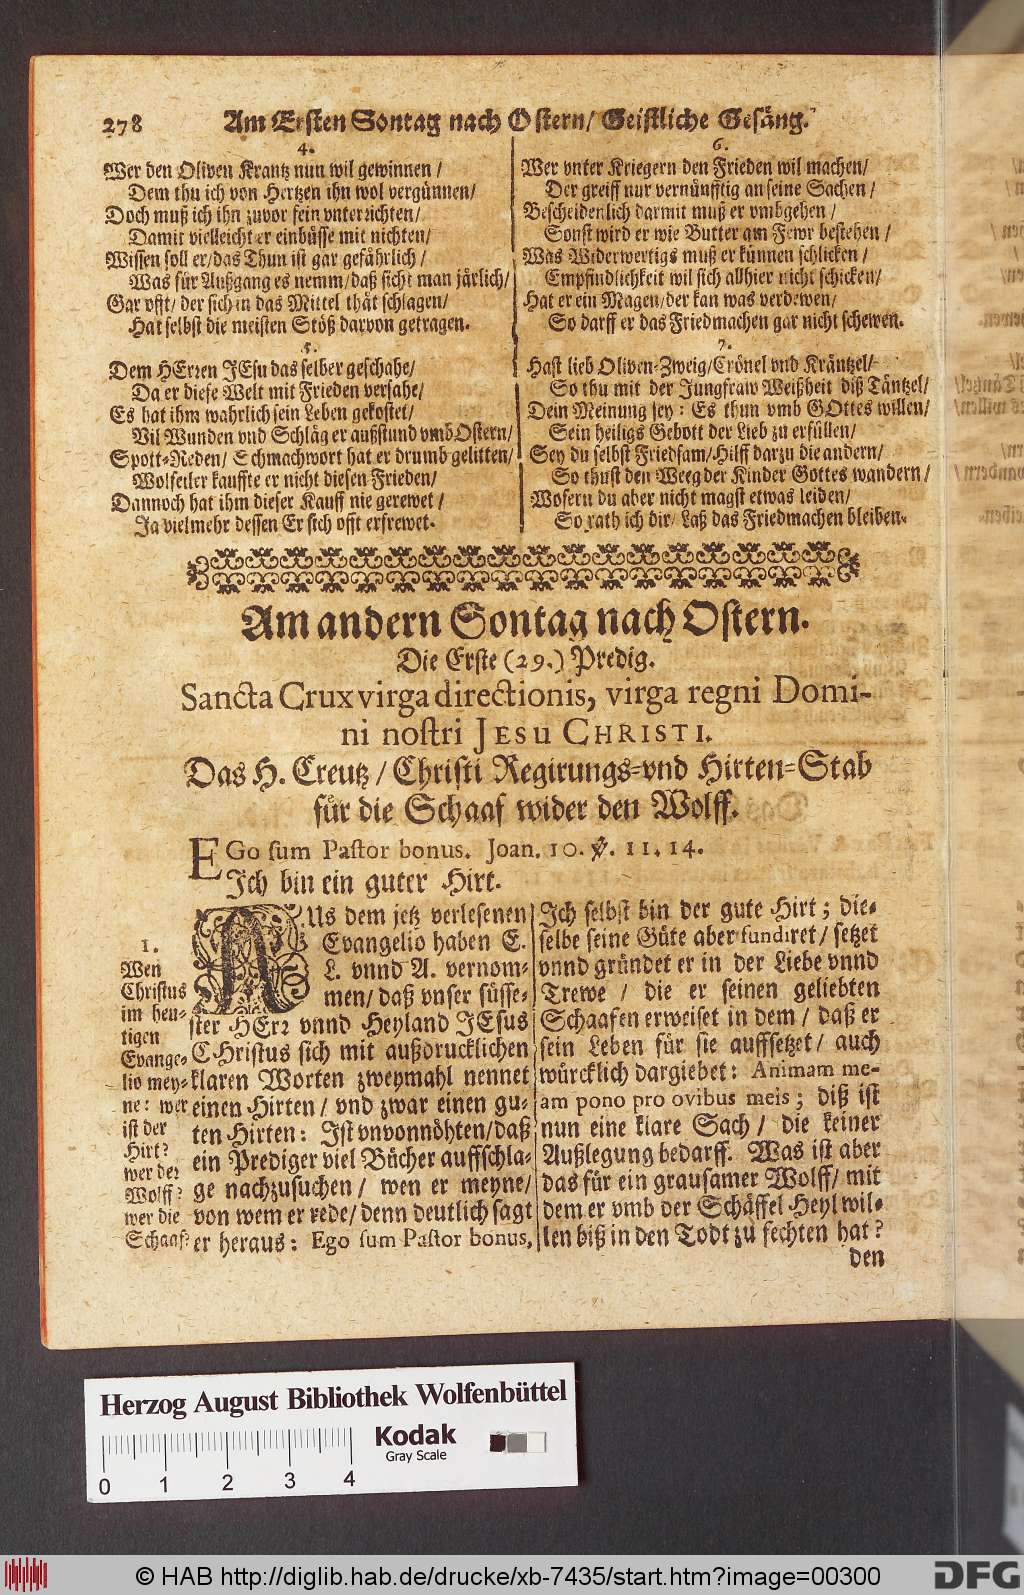 278 Am Ersten Sontag nach Ostern/ Geistliche Gesäng.
4.
Wer den Oliven Krantz nun wil gewinnen /
Dem thu ich von Hertzen ihn wol vergünnen/
Doch muß ich ihn zuvor sein unterrichten/
Damit vielleicht er einbüsse mit nichten/
Wissen soll er/ das Thun ist gar gefährlich /
Was für Außgang es nemm/ daß sicht man järlich/
Gar offt/ der sich in das Mittel thät schlagen/
Hat selbst die meisten Stöß darvon getragen.
5.
Dem HErren JEsu das selber geschahe/
Da er diese Welt mit Frieden versahe/
Es hat ihm wahrlich sein Leben gekostet/
Vil Wunden vnd Schläg er außstund vmb Ostern/
Spott-Reden/ Schmachwort hat er drumb gelitten/
Wolfeiler kauffte er nicht diesen Frieden/
Dannoch hat ihm dieser Kauff nie gerewet /
Ja vielmehr dessen Er sich offt erfrewet.
6.
Wer vnter Kriegern den Frieden wil machen/
Der greiff nur vernünfftig an seine Sachen /
Bescheidenlich darmit muß er vmbgehen /
Sonst wird er wie Butter am Fewr bestehen /
Was Widerwertigs muß er künnen schlicken /
Empfindlichkeit wil sich allhier nicht schicken/
Hat er ein Magen/ der kan was verdewen/
So darff er das Friedmachen gar nicht schewen.
7.
Hast lieb Oliven-Zweig/ Crönel vnd Kräntzel/
So thu mit der Jungfraw Weißheit diß Täntzel/
Dein Meinung sey: Es thun vmb GOttes willen/
Sein heiligs Gebott der Lieb zu erfüllen/
Sey du selbst Friedsam/ Hilff darzu die andern/
So thust den Weeg der Kinder Gottes wandern /
Wofern du aber nicht magst etwas leiden/
So rath ich dir/ Laß das Friedmachen bleiben.
Am andern Sontag nach Ostern.
Die Erste (29.) Predig.
Sancta Crux virga directionis, virga regni Domi-
ni nostri JESU CHRISTI.
Das H. Creutz / Christi Regirungs-vnd Hirten-Stab
für die Schaaf wider den Wolff.
EGo sum Pastor bonus. Joan. 10. ℣. 11. 14.
Ich bin ein guter Hirt.
1.
Wen
Christus
im heu-
tigen
Evange-
lio mey-
ne: wer
ist der
Hirt?
wer der
Wolff?
wer die
Schaaf?
AUs dem jetz verlesenen
Evangelio haben E.
L. vnnd A. vernom-
men/ daß vnser süsse-
ster HErr vnnd Heyland JEsus
CHristus sich mit außdrucklichen
klaren Worten zweymahl nennet
einen Hirten/ vnd zwar einen gu-
ten Hirten: Ist vnvonnöhten/ daß
ein Prediger viel Bücher auffschla-
ge nachzusuchen/ wen er meyne/
von wem er rede/ denn deutlich sagt
er heraus: Ego sum Pastor bonus,
Ich selbst bin der gute Hirt; die-
selbe seine Güte aber fundiret/ setzet
vnnd gründet er in der Liebe vnnd
Trewe / die er seinen geliebten
Schaafen erweiset in dem/ daß er
sein Leben für sie auffsetzet/ auch
würcklich dargiebet: Animam me-
am pono pro ovibus meis; diß ist
nun eine klare Sach/ die keiner
Außlegung bedarff. Was ist aber
das für ein grausamer Wolff/ mit
dem er vmb der Schäffel Heyl wil-
len biß in den Todt zu fechten hat?
den
Herzog August Bibliothek Wolfenbüttel
Kodak
Gray Scale
0 1 2 3 4
© HAB http://diglib.hab.de/drucke/xb-7435/start.htm?image=00300
DFG